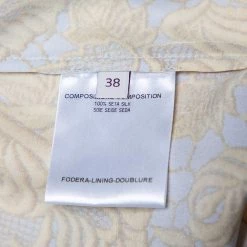 38
COMPOSIZIONE-COMPOSITION
100% SETA SILK
SOIE SEIDE SEDA
FODERA-LINING-DOUBLURE